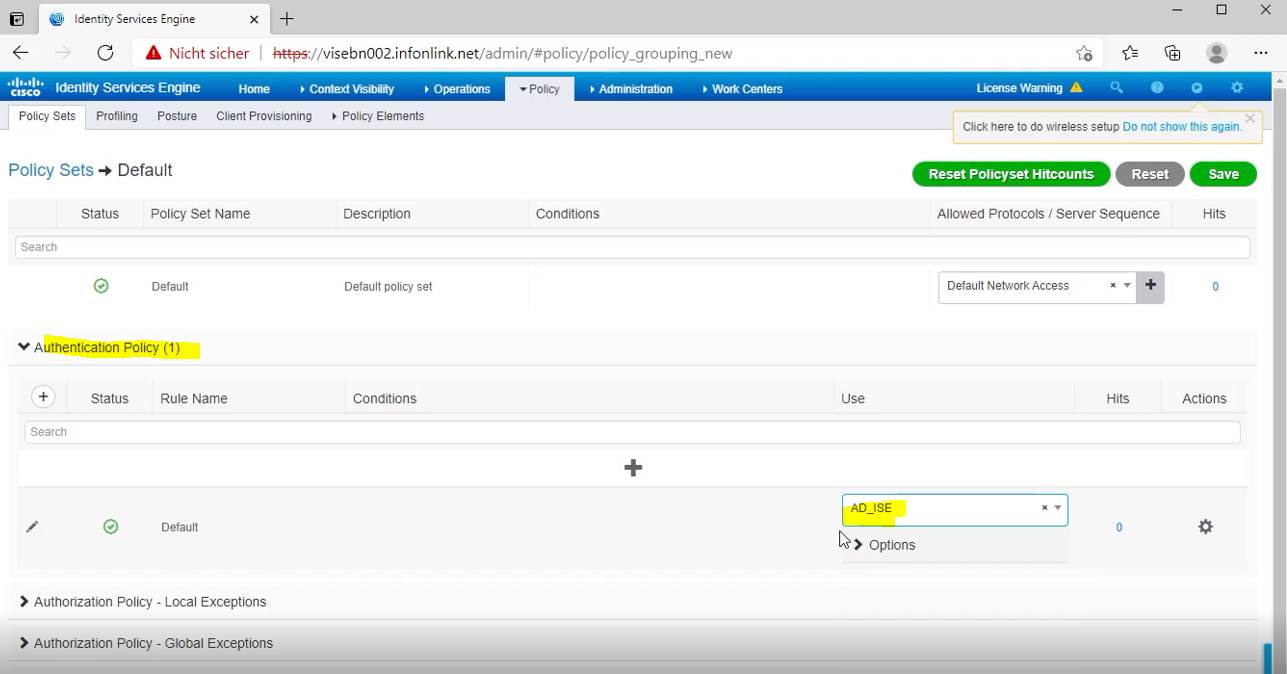 Identity Services Engine
Nicht sicher https://visebn002.infonlink.net/admin/#policy/policy_grouping_new
CISCO Identity Services Engine Home Context Visibility Operations Policy Administration Work Centers License Warning
Policy Sets Profiling Posture Client Provisioning Policy Elements
Click here to do wireless setup Do not show this again.
Policy Sets → Default
Reset Policyset Hitcounts Reset Save
Status Policy Set Name Description Conditions Allowed Protocols / Server Sequence Hits
Search
Default Default policy set Default Network Access 0
Authentication Policy (1)
Status Rule Name Conditions Use Hits Actions
Search
AD_ISE
Default 0
Options
Authorization Policy - Local Exceptions
Authorization Policy - Global Exceptions